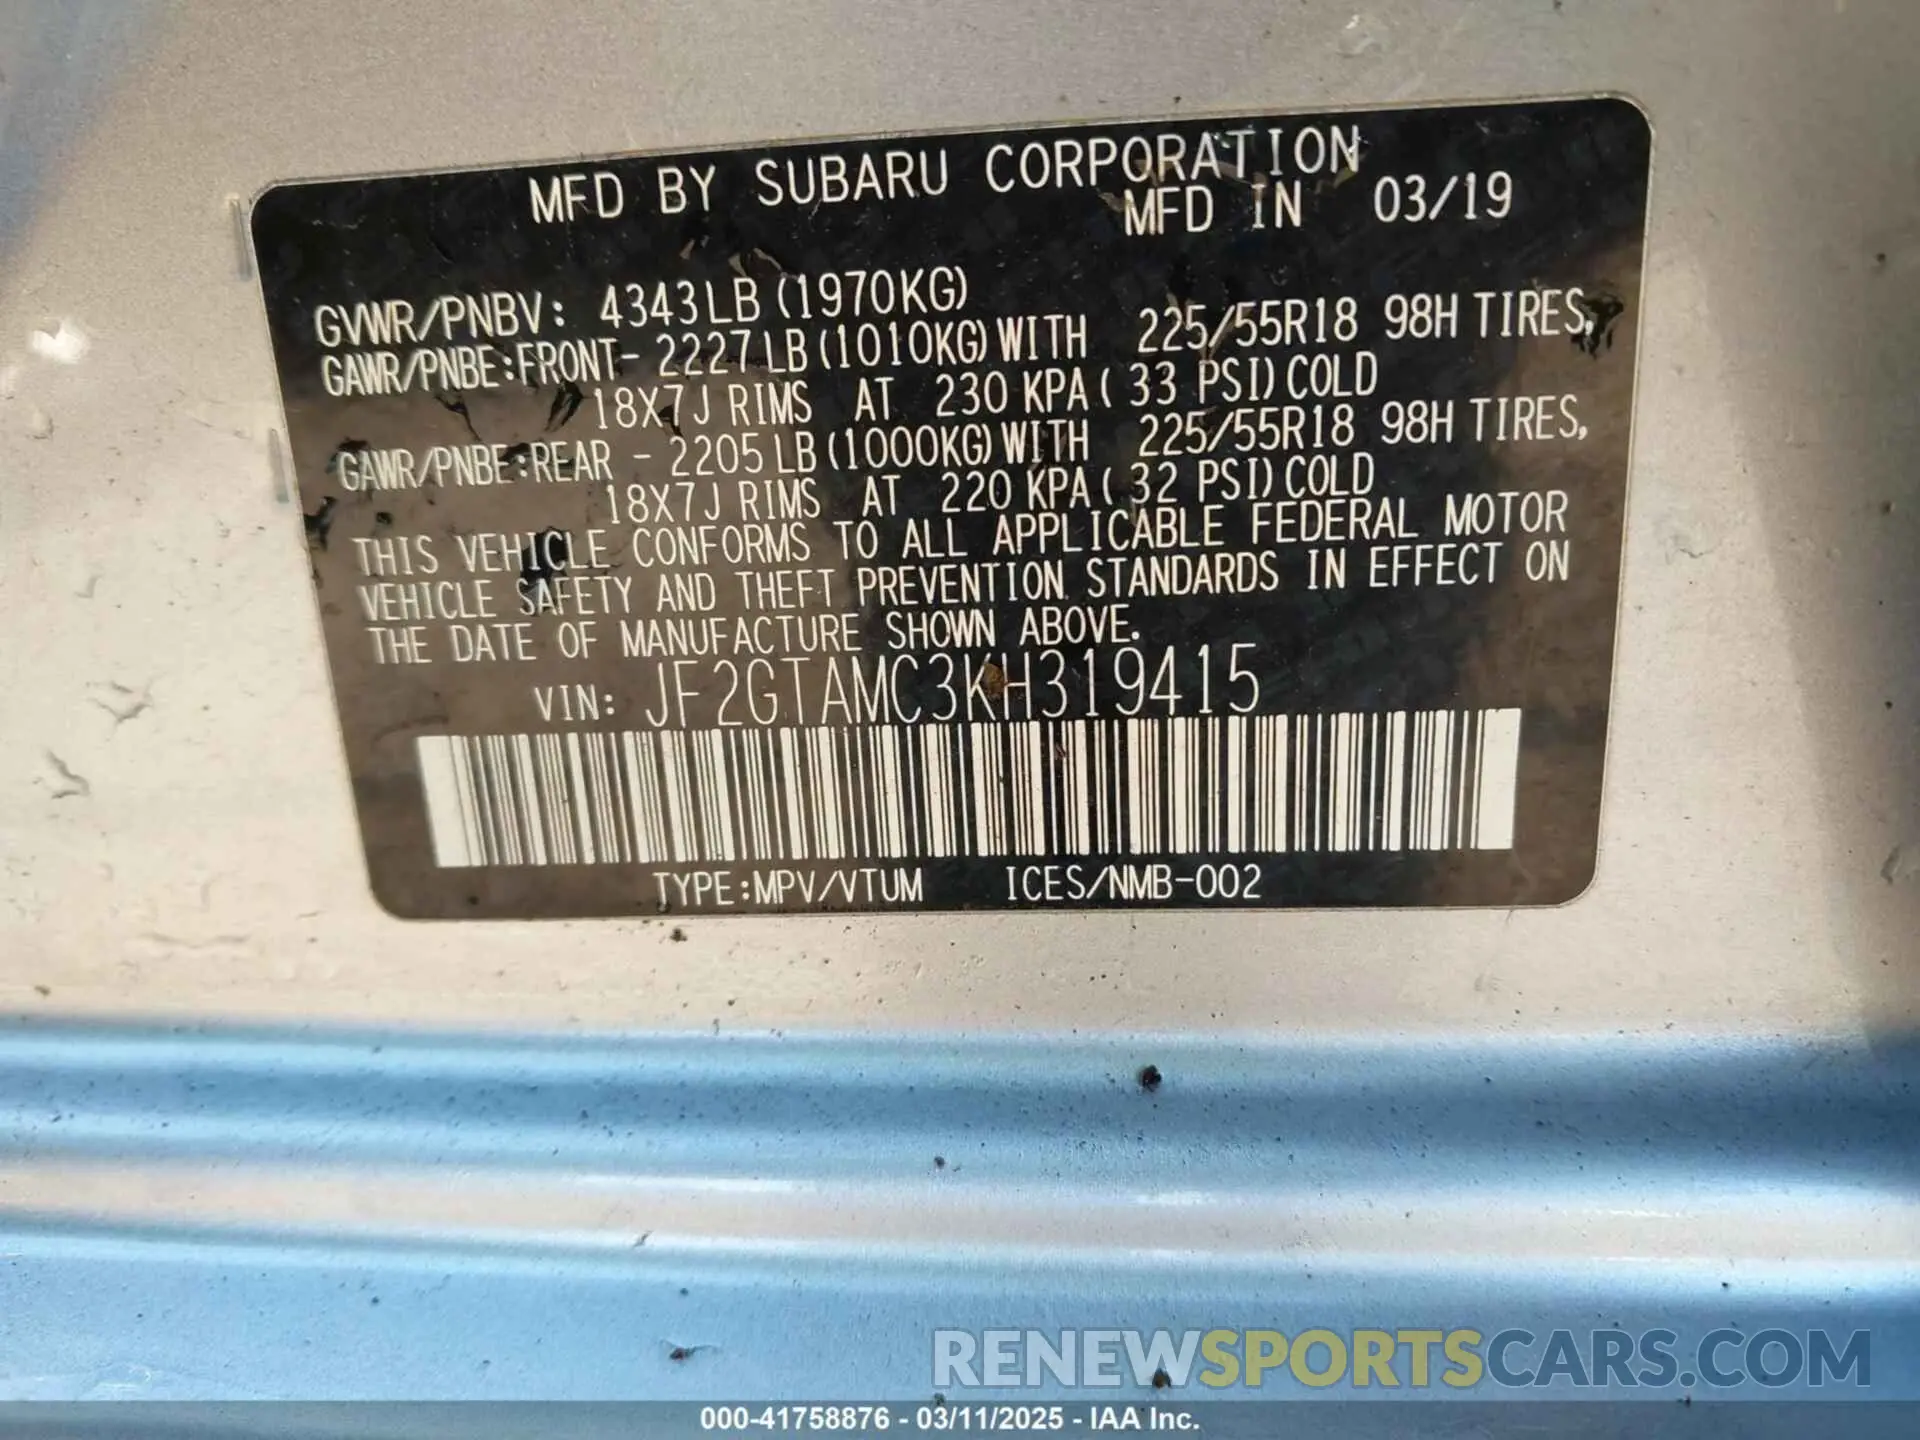 MFD BY SUBARU CORPORATION
MFD IN 03/19
GVWR/PNBV: 4343LB(1970KG)
GAWR/PNBE:FRONT- 2227LB(1010KG)WITH 225/55R18 98H TIRES,
18X7J RIMS AT 230 KPA( 33 PSI)COLD
GAWR/PNBE:REAR - 2205LB(1000KG)WITH 225/55R18 98H TIRES,
18X7J RIMS AT 220 KPA( 32 PSI)COLD
THIS VEHICLE CONFORMS TO ALL APPLICABLE FEDERAL MOTOR
VEHICLE SAFETY AND THEFT PREVENTION STANDARDS IN EFFECT ON
THE DATE OF MANUFACTURE SHOWN ABOVE.
VIN: JF2GTAMC3KH319415
TYPE:MPV/VTUM ICES/NMB-002
RENEWSPORTSCARS.COM
000-41758876 - 03/11/2025 - IAA Inc.